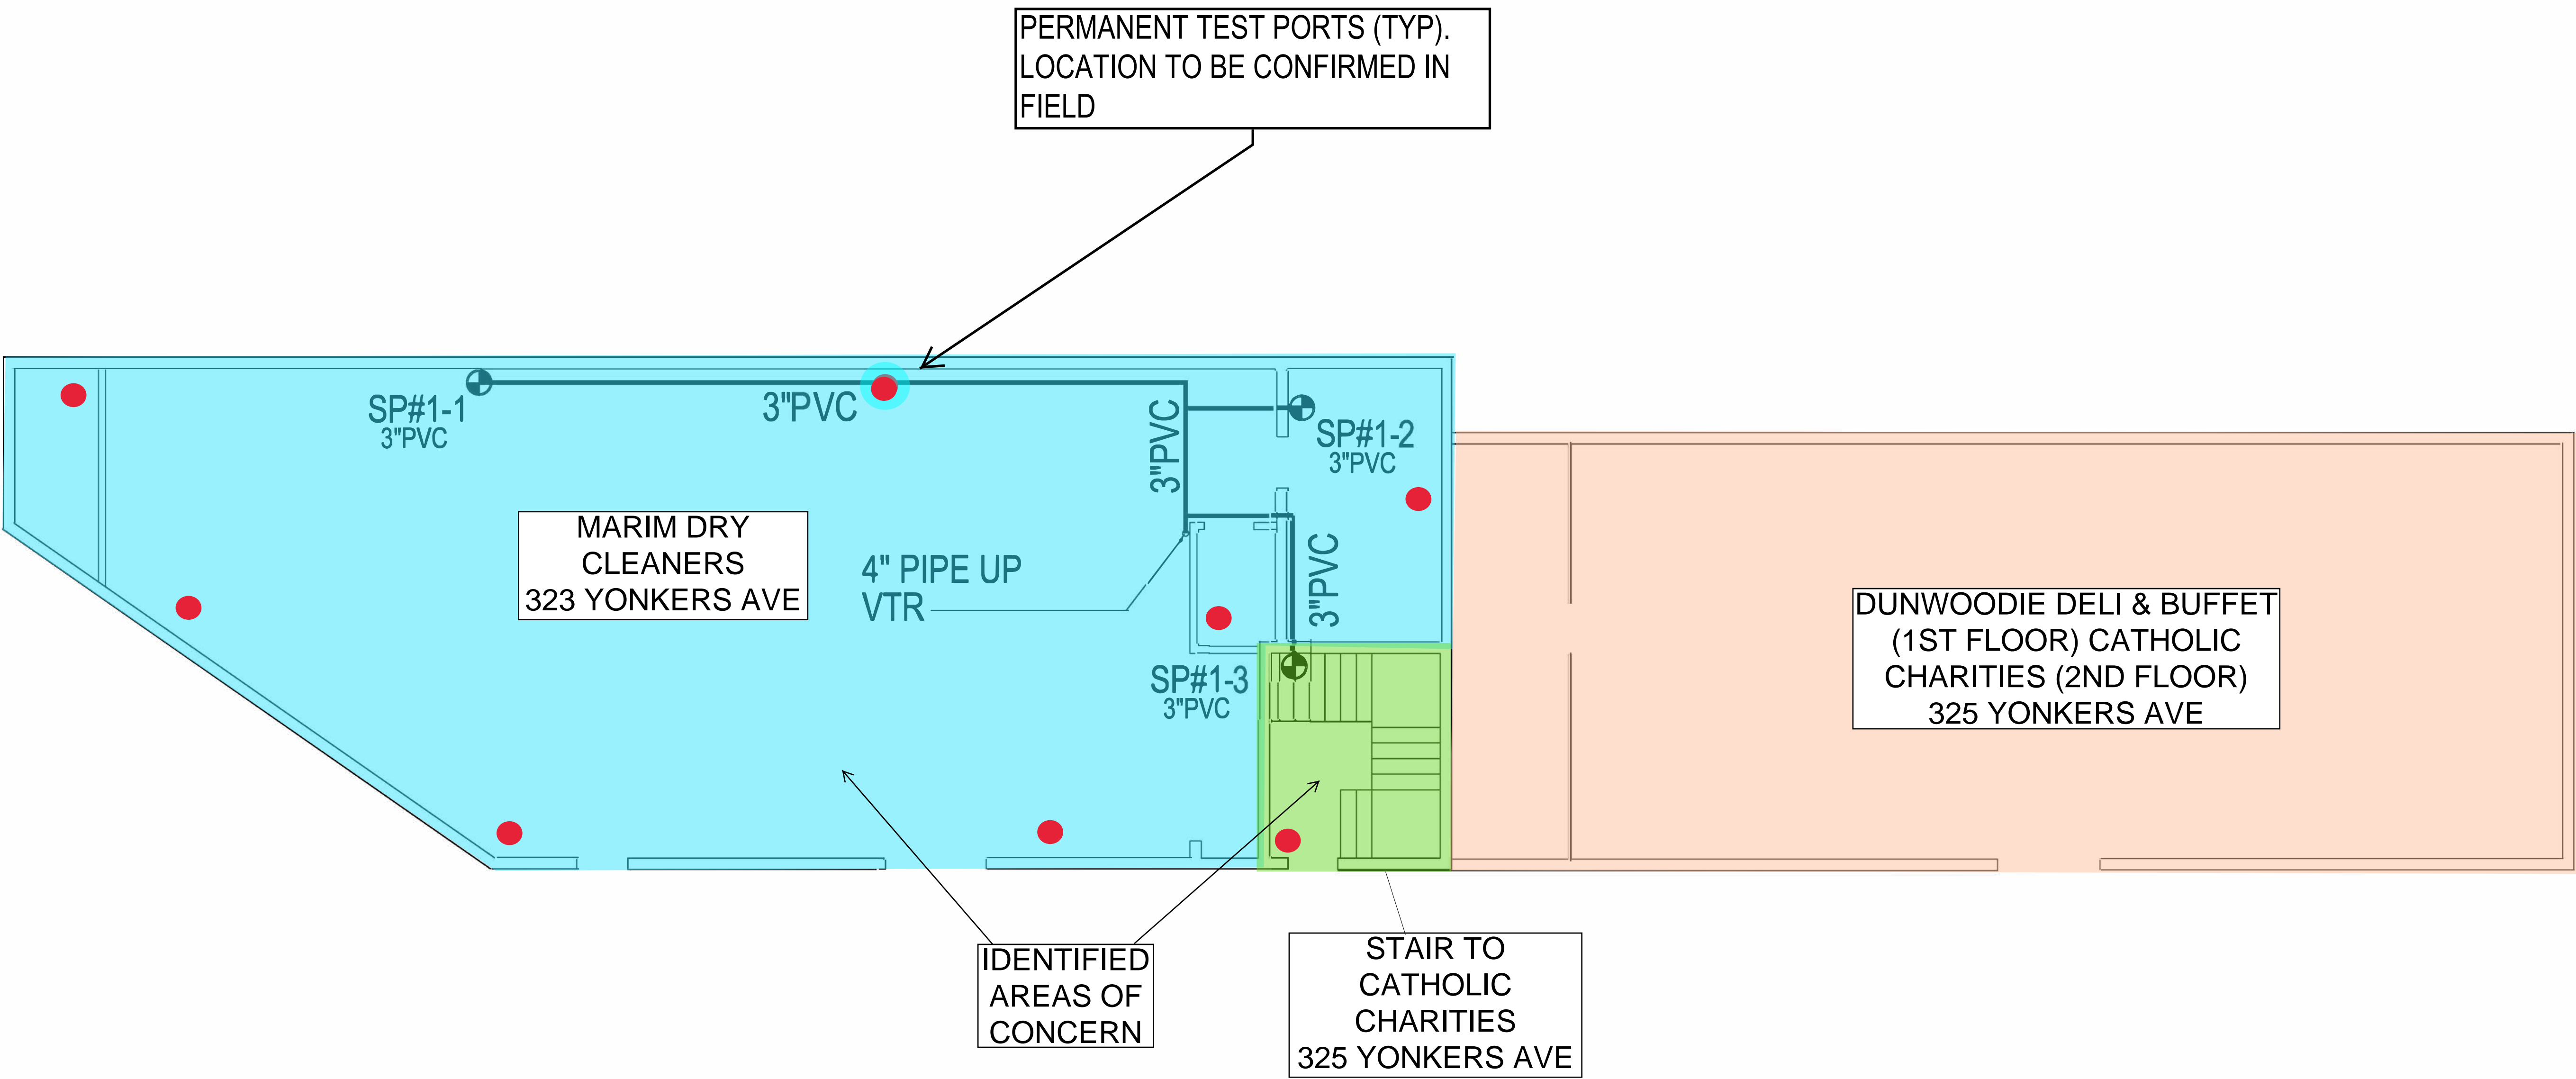 PERMANENT TEST PORTS (TYP).
LOCATION TO BE CONFIRMED IN
FIELD
SP#1-1
3"PVC
3"PVC
3"PVC
SP#1-2
3"PVC
MARIM DRY
CLEANERS
323 YONKERS AVE
4" PIPE UP
VTR
3"PVC
SP#1-3
3"PVC
DUNWOODIE DELI & BUFFET
(1ST FLOOR) CATHOLIC
CHARITIES (2ND FLOOR)
325 YONKERS AVE
IDENTIFIED
AREAS OF
CONCERN
STAIR TO
CATHOLIC
CHARITIES
325 YONKERS AVE